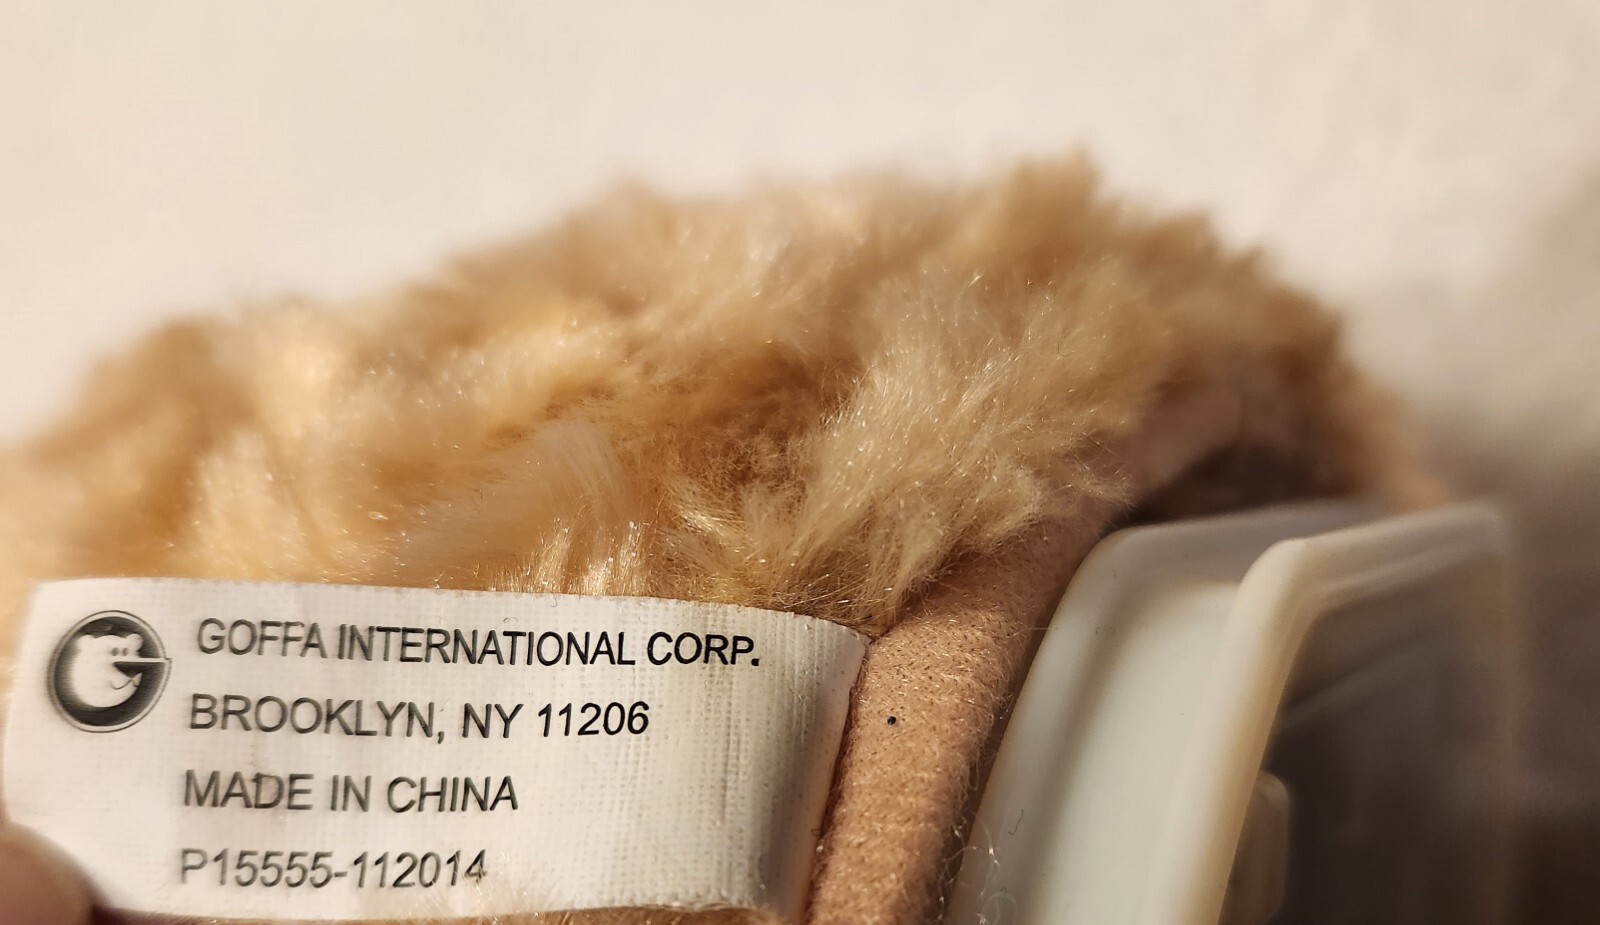 GOFFA INTERNATIONAL CORP.
BROOKLYN, NY 11206
MADE IN CHINA
P15555-112014